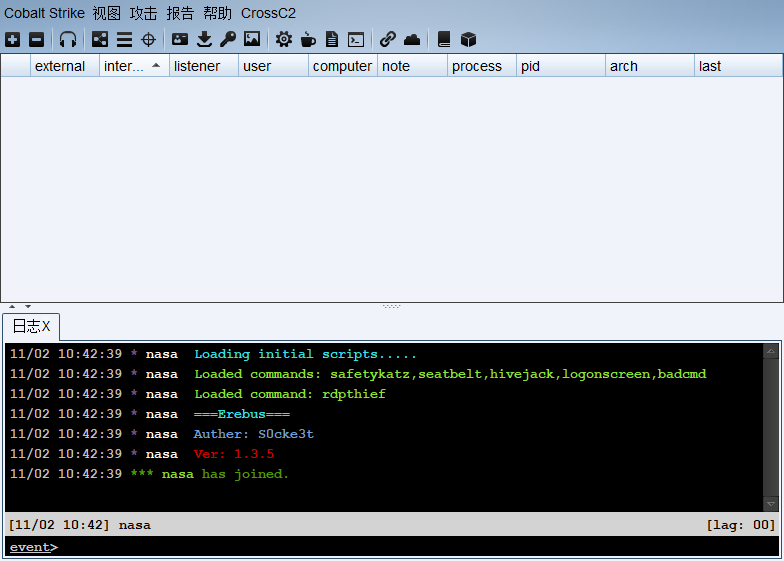 Cobalt Strike 视图 攻击 报告 帮助 CrossC2
external inter... listener user computer note process pid arch last
日志X
11/02 10:42:39 * nasa Loading initial scripts.....
11/02 10:42:39 * nasa Loaded commands: safetykatz,seatbelt,hivejack,logonscreen,badcmd
11/02 10:42:39 * nasa Loaded command: rdpthief
11/02 10:42:39 * nasa ===Erebus===
11/02 10:42:39 * nasa Auther: S0cke3t
11/02 10:42:39 * nasa Ver: 1.3.5
11/02 10:42:39 *** nasa has joined.
[11/02 10:42] nasa [lag: 00]
event>